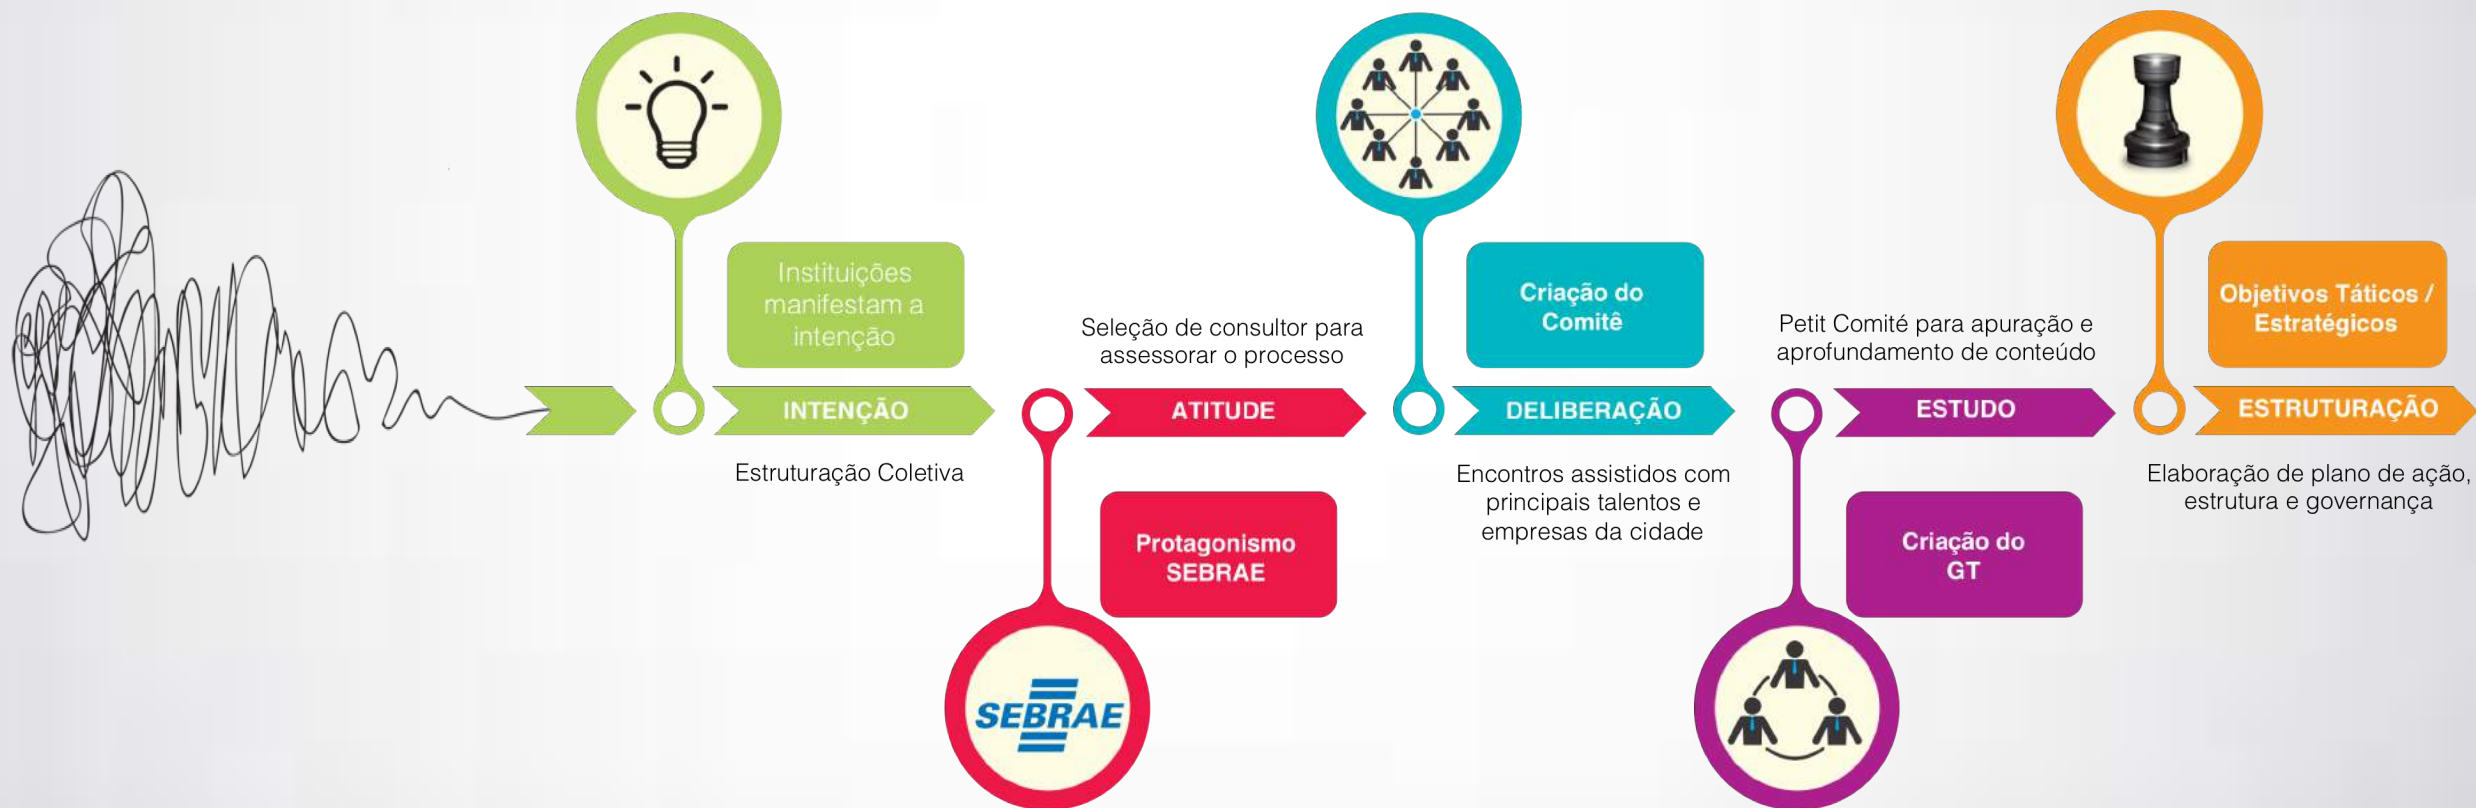 Instituições
manifestam a
intenção
INTENÇÃO
Estruturação Coletiva
Seleção de consultor para
assessorar o processo
ATITUDE
Protagonismo
SEBRAE
SEBRAE
Criação do
Comitê
DELIBERAÇÃO
Encontros assistidos com
principais talentos e
empresas da cidade
Petit Comité para apuração e
aprofundamento de conteúdo
ESTUDO
Criação do
GT
Objetivos Táticos /
Estratégicos
ESTRUTURAÇÃO
Elaboração de plano de ação,
estrutura e governança